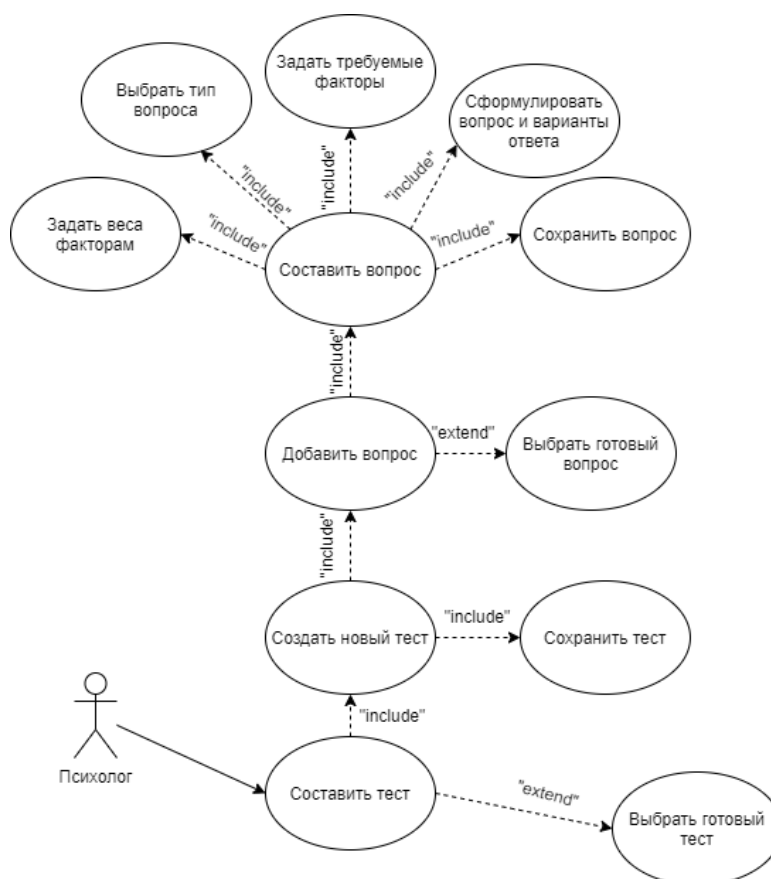 Задать требуемые
факторы
Выбрать тип
вопроса
Сформулировать
вопрос и варианты
ответа
"include"
"include"
"include"
Задать веса
факторам
"include"
"include"
Сохранить вопрос
Составить вопрос
"include"
Добавить вопрос
"extend"
Выбрать готовый
вопрос
"include"
Создать новый тест
"include"
Сохранить тест
"include"
Психолог
Составить тест
"extend"
Выбрать готовый
тест